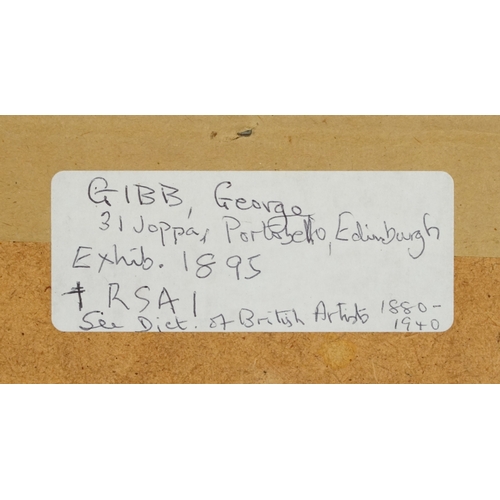 GIBB, George
31 Joppa, Portobello, Edinburgh
Exhib. 1895
‡ RSA 1
See Dict. of British Artists 1880-
1940